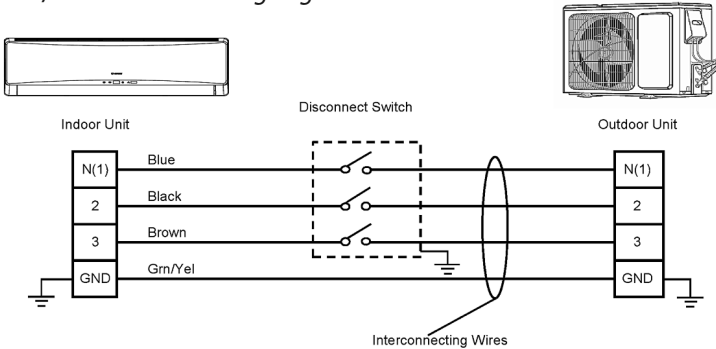 Disconnect Switch
Indoor Unit
Outdoor Unit
N(1) Blue N(1)
2 Black 2
3 Brown 3
GND Grn/Yel GND
Interconnecting Wires